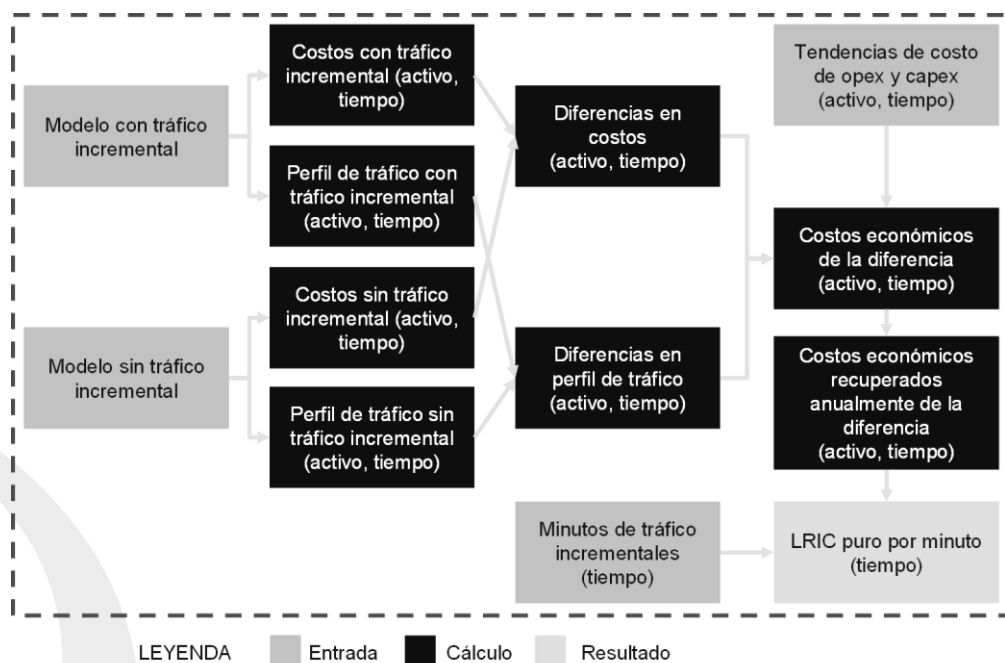 Modelo con tráfico
incremental
Modelo sin tráfico
incremental
Costos con tráfico
incremental (activo,
tiempo)
Perfil de tráfico con
tráfico incremental
(activo, tiempo)
Costos sin tráfico
incremental (activo,
tiempo)
Perfil de tráfico sin
tráfico incremental
(activo, tiempo)
Diferencias en
costos
(activo, tiempo)
Diferencias en
perfil de tráfico
(activo, tiempo)
Minutos de tráfico
incrementales
(tiempo)
Tendencias de costo
de opex y capex
(activo, tiempo)
Costos económicos
de la diferencia
(activo, tiempo)
Costos económicos
recuperados
anualmente de la
diferencia
(activo, tiempo)
LRIC puro por minuto
(tiempo)
LEYENDA
Entrada
Cálculo
Resultado